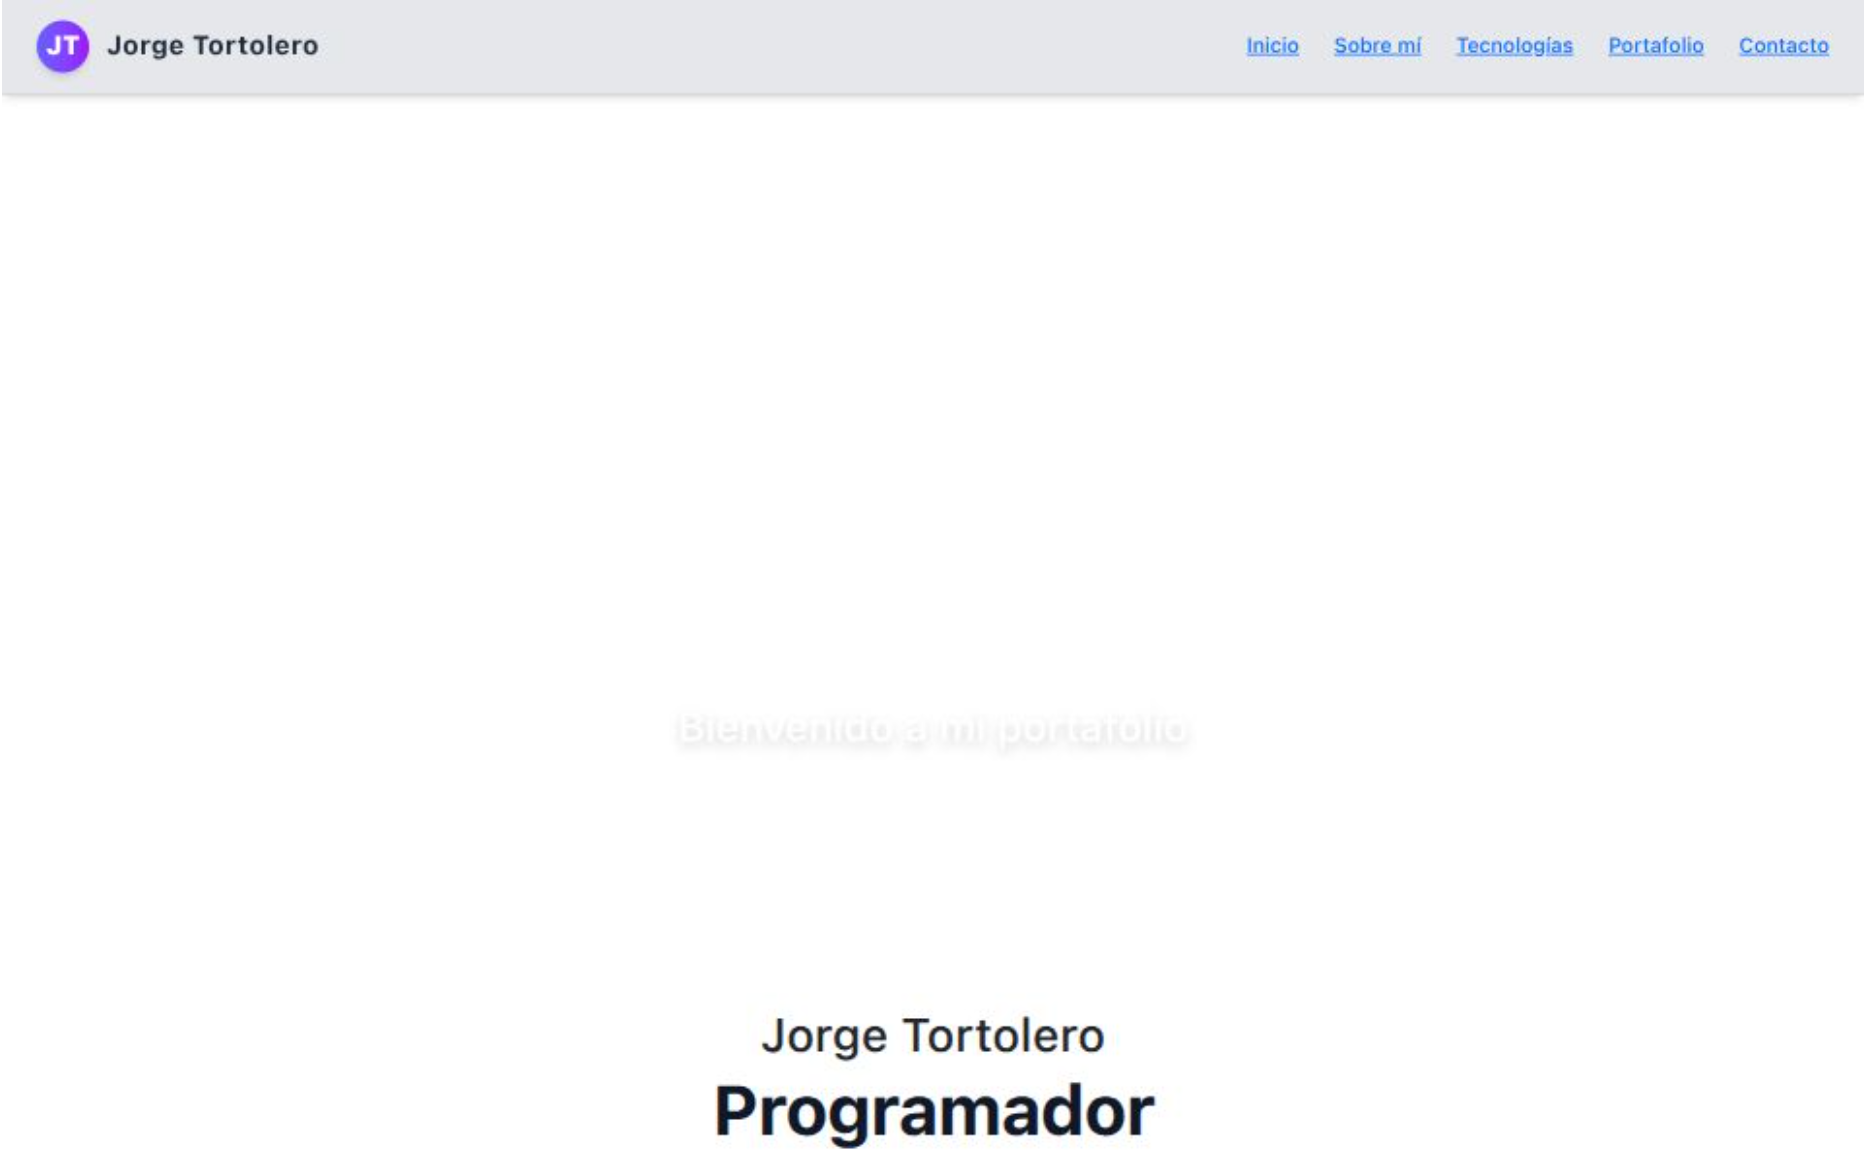 JT Jorge Tortolero Inicio Sobre mí Tecnologías Portafolio Contacto
Bienvenido a mi portafolio
Jorge Tortolero
Programador